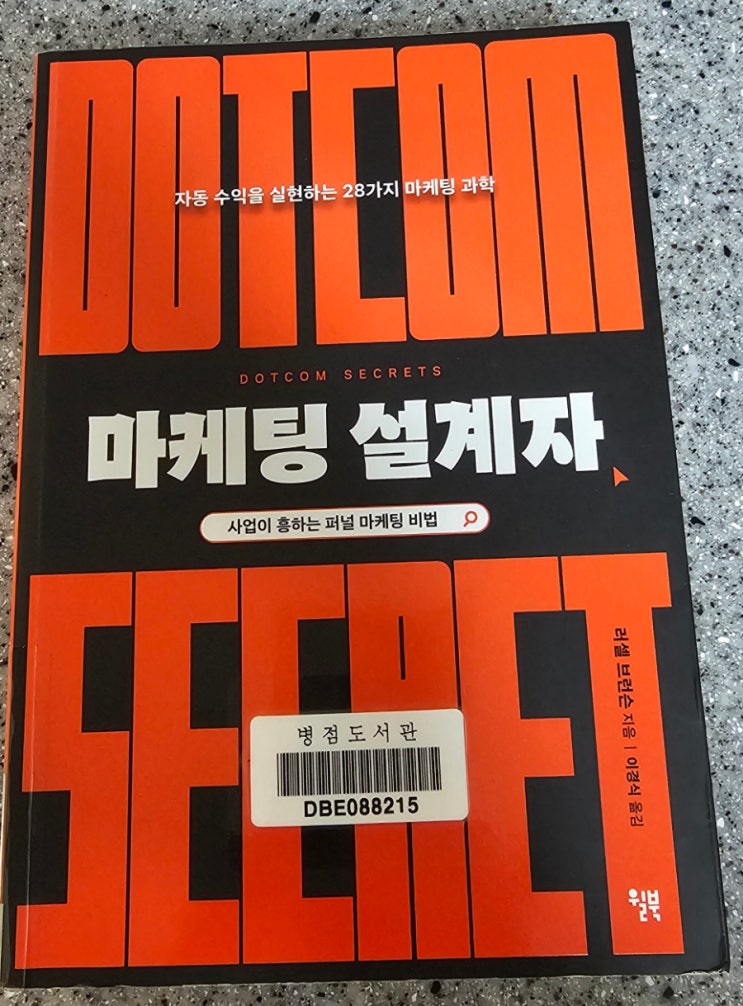 DOTCOM
자동 수익을 실현하는 28가지 마케팅 과학
DOTCOM SECRETS
마케팅 설계자
사업이 흥하는 퍼널 마케팅 비법
SECRET
러셀 브런슨 지음 | 이경식 옮김
병점도서관
DBE088215
윌북